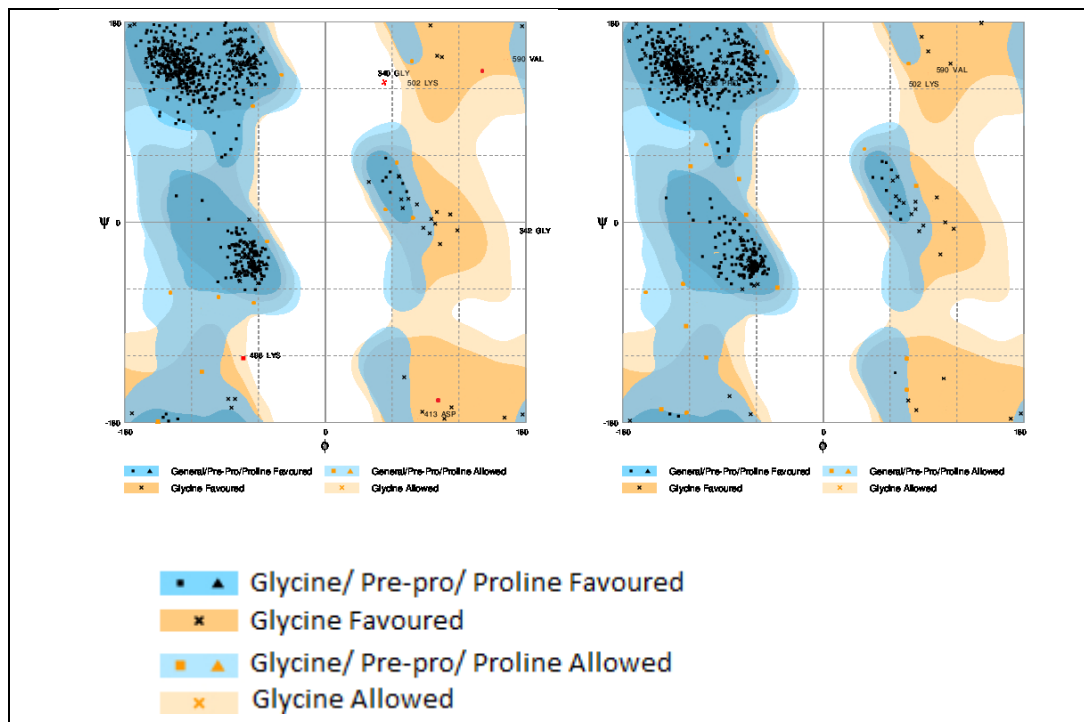 180
590 VAL
340 GLY
502 LYS
Ψ 0
342 GLY
486 LYS
413 ASP
-180
-180 0 180
Φ
General/Pre-Pro/Proline Favoured General/Pre-Pro/Proline Allowed
Glycine Favoured Glycine Allowed
180
590 VAL
502 LYS
Ψ 0
-180
-180 0 180
Φ
General/Pre-Pro/Proline Favoured General/Pre-Pro/Proline Allowed
Glycine Favoured Glycine Allowed
Glycine/ Pre-pro/ Proline Favoured
Glycine Favoured
Glycine/ Pre-pro/ Proline Allowed
Glycine Allowed